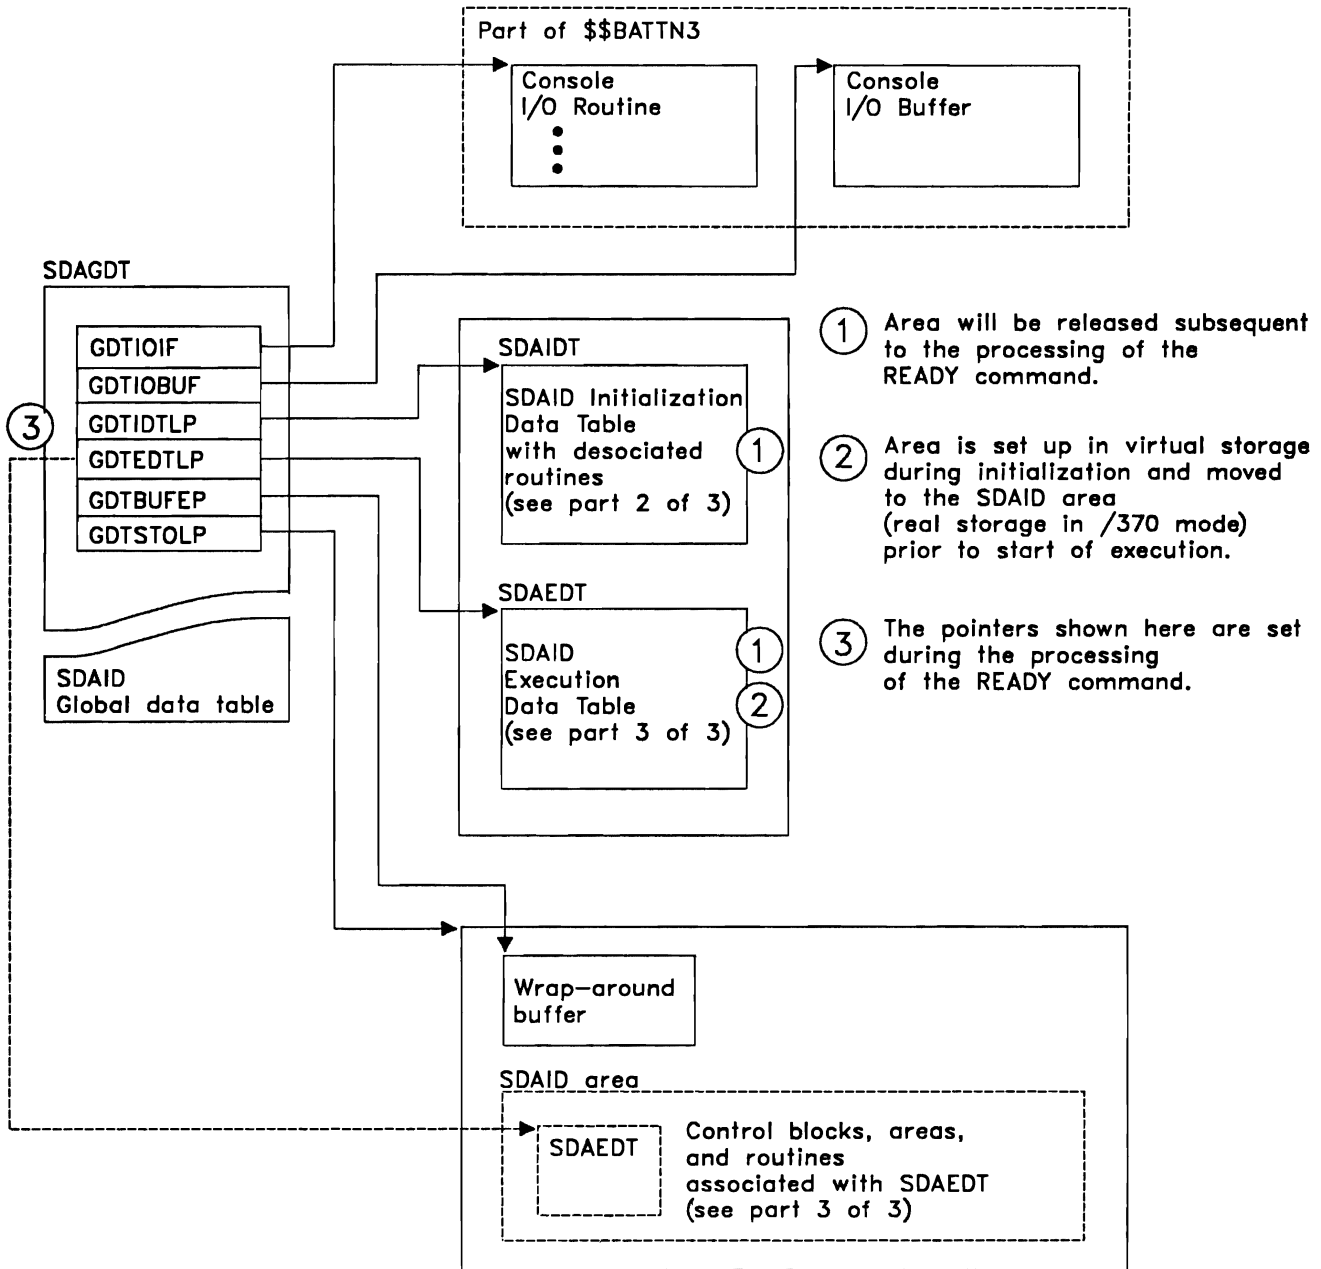 Part of $$BATTN3
Console
I/O Routine
Console
I/O Buffer
SDAGDT
GDTIOIF
GDTIOBUF
GDTIDTLP
GDTEDTLP
GDTBUFEP
GDTSTOLP
3
SDAID
Global data table
SDAIDT
SDAID Initialization
Data Table
with desociated
routines
(see part 2 of 3)
1
SDAEDT
SDAID
Execution
Data Table
(see part 3 of 3)
1
2
1 Area will be released subsequent
to the processing of the
READY command.
2 Area is set up in virtual storage
during initialization and moved
to the SDAID area
(real storage in /370 mode)
prior to start of execution.
3 The pointers shown here are set
during the processing
of the READY command.
Wrap-around
buffer
SDAID area
SDAEDT
Control blocks, areas,
and routines
associated with SDAEDT
(see part 3 of 3)